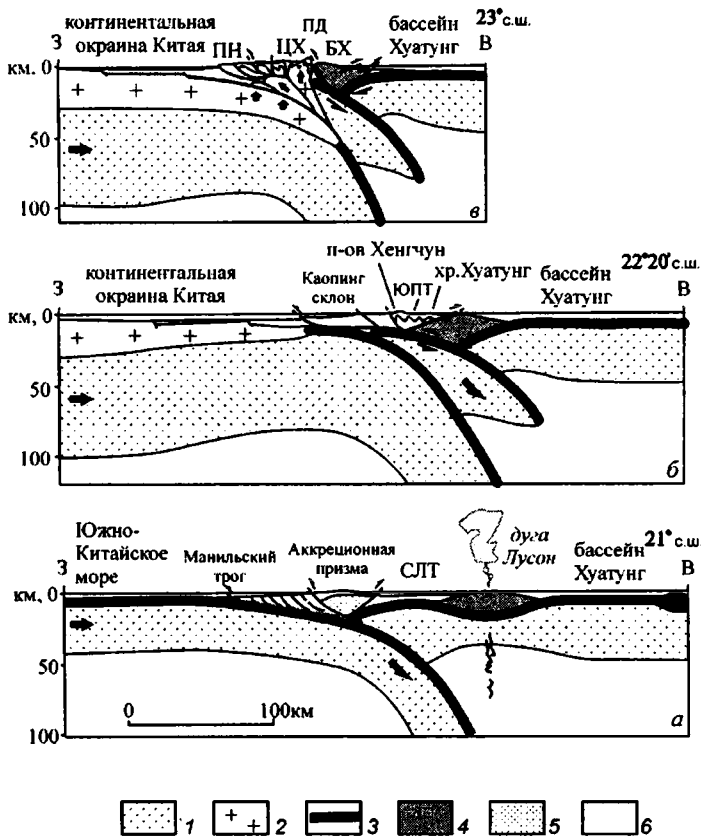 континентальная
окраина Китая
ПН
ЦХ
ПД
БХ
бассейн
Хуатунг
23° с.ш.
З
В
км. 0
50
100
в
п-ов Хенгчун
континентальная
окраина Китая
Каопинг
склон
ЮПТ
хр.Хуатунг
бассейн
Хуатунг
22°20' с.ш.
З
В
км, 0
50
100
б
Южно-
Китайское
море
Манильский
трог
Аккреционная
призма
СЛТ
дуга
Лусон
бассейн
Хуатунг
21° с.ш.
З
В
км, 0
50
100
0
100км
а
1
2
3
4
5
6